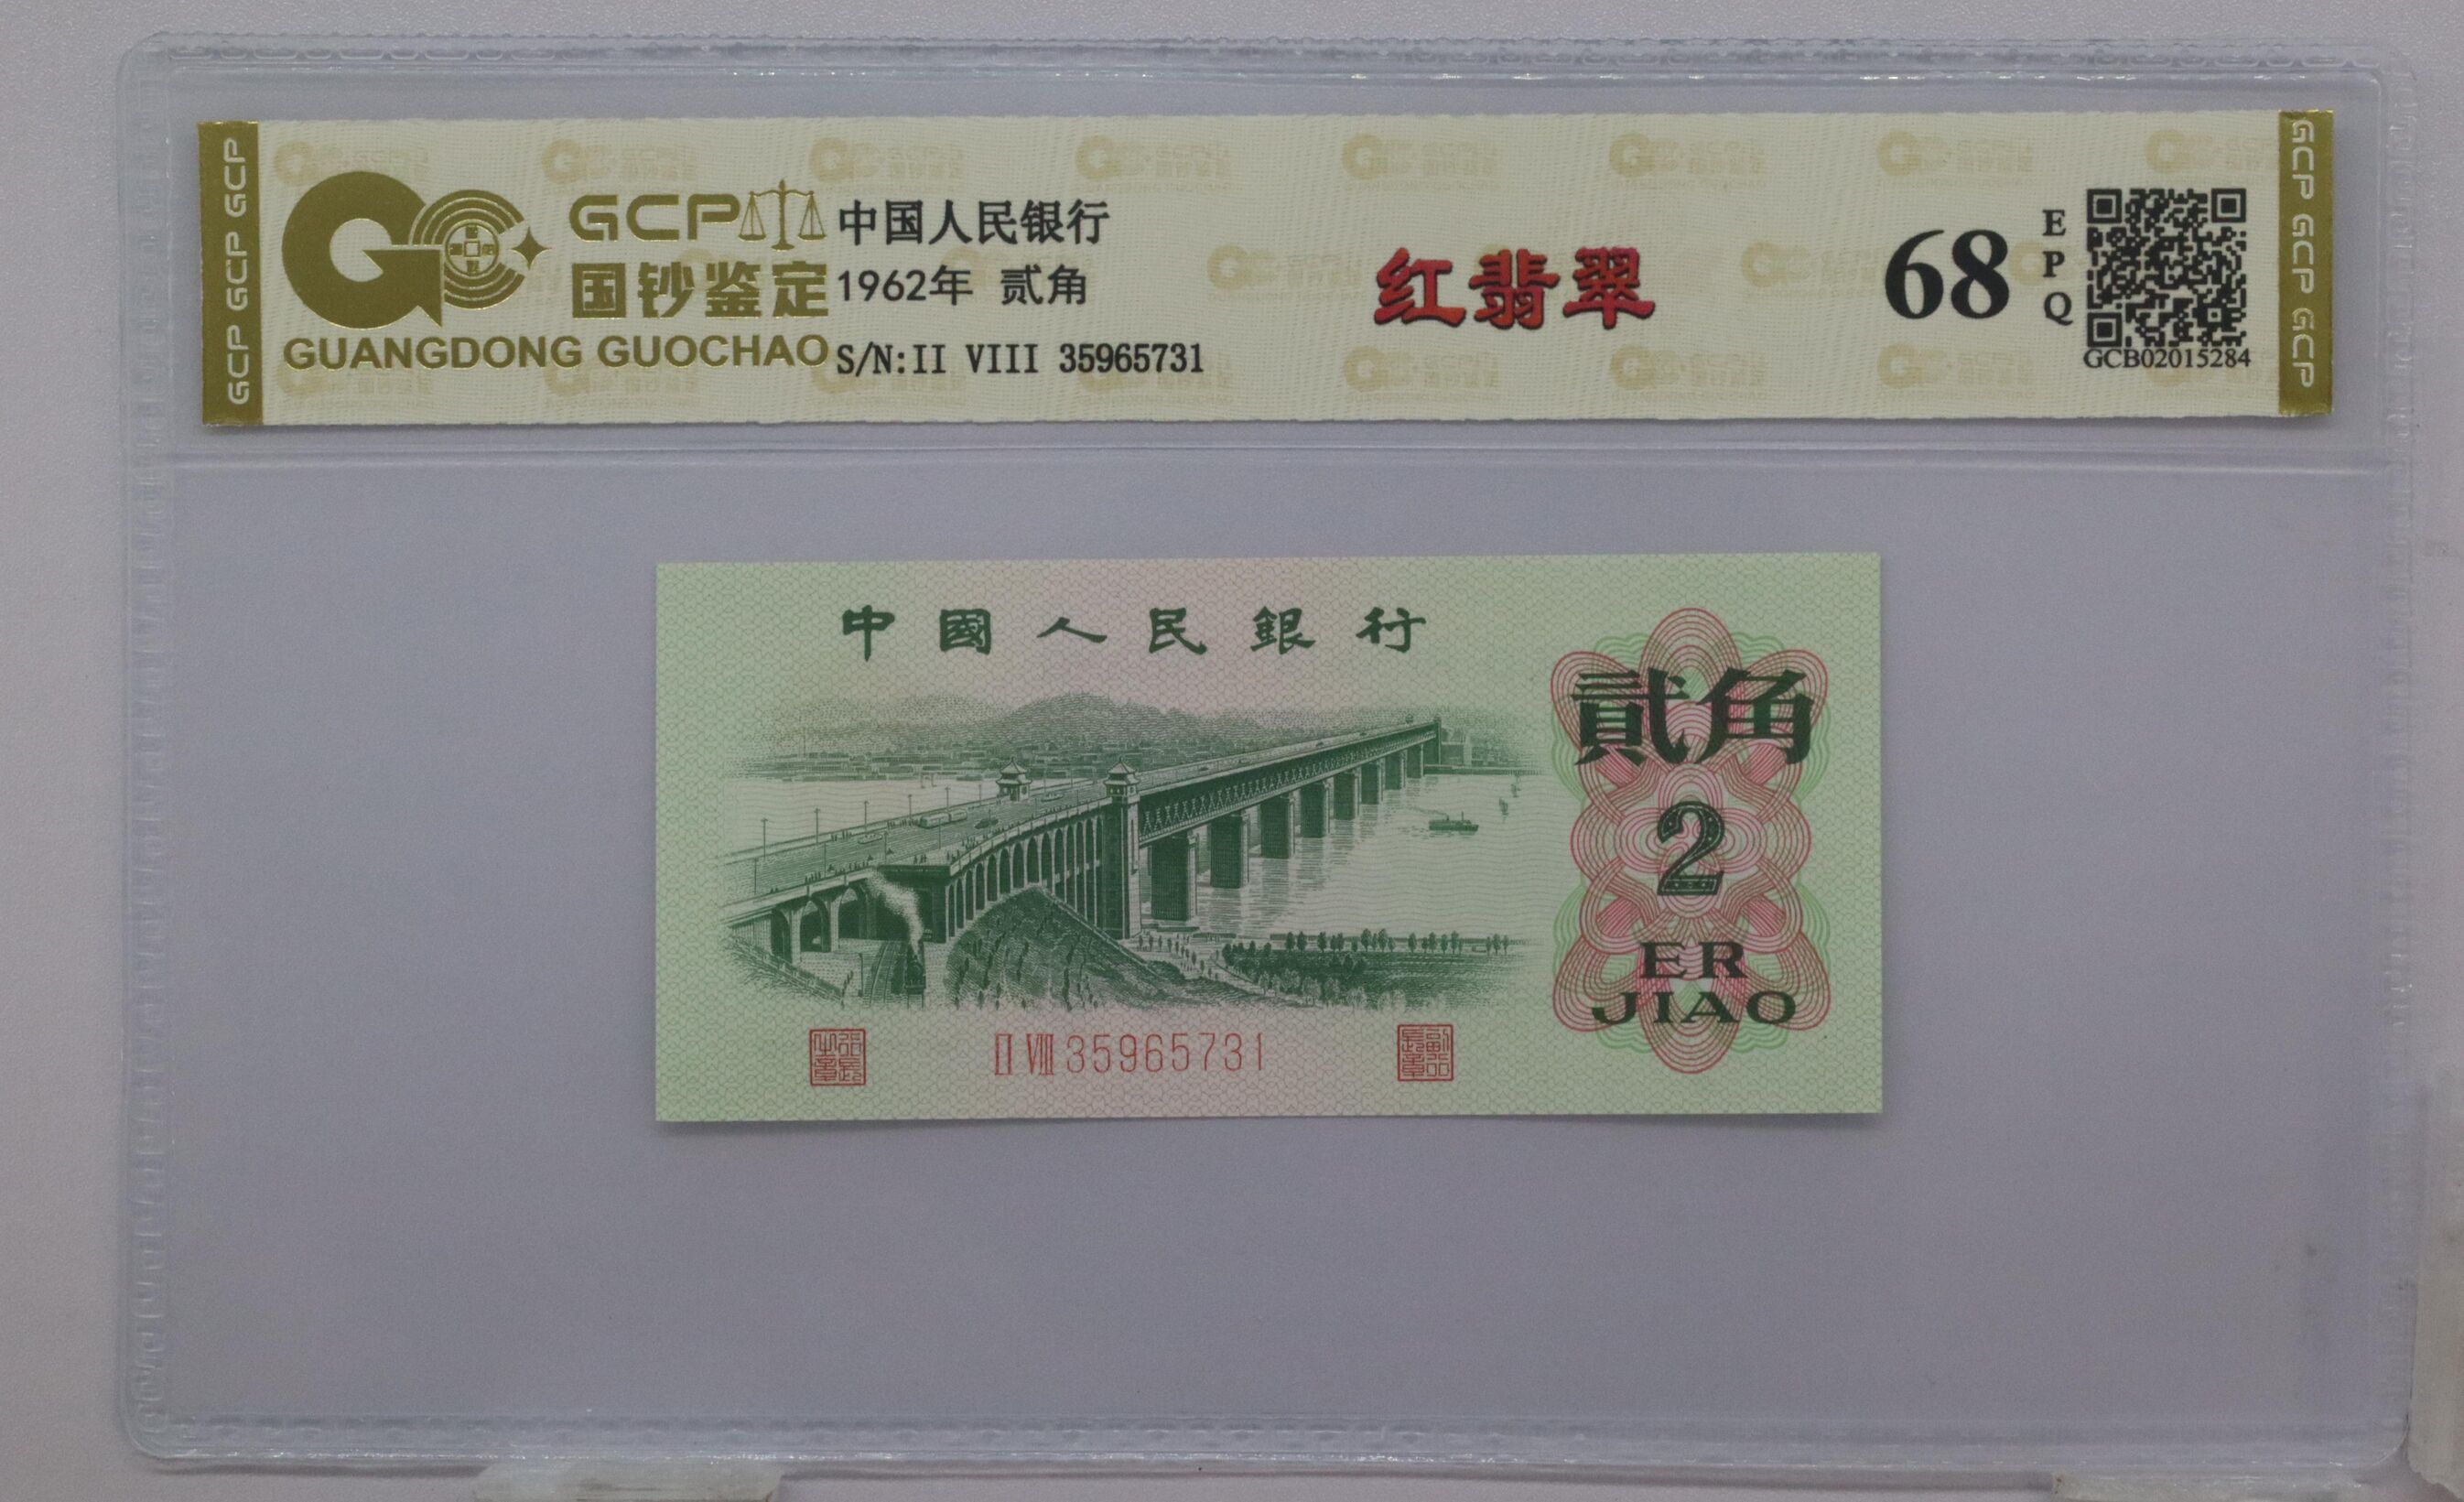 GCP GCP GCP
GCP
国钞鉴定
GUANGDONG GUOCHAO
中国人民银行
1962年 贰角
S/N:II VIII 35965731
红翡翠
68
EPQ
GCB02015284
GCP GCP GCP
中國人民銀行
貳角
2
ER
JIAO
II VIII 35965731